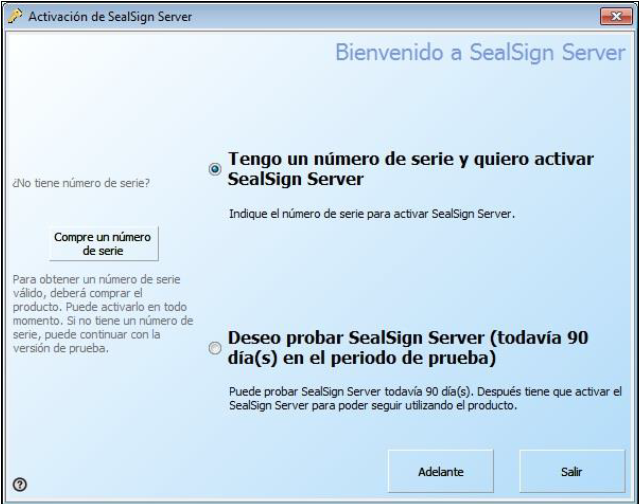 Activación de SealSign Server
Bienvenido a SealSign Server
¿No tiene número de serie?
Compre un número
de serie
Para obtener un número de serie
válido, deberá comprar el
producto. Puede activarlo en todo
momento. Si no tiene un número de
serie, puede continuar con la
versión de prueba.
Tengo un número de serie y quiero activar
SealSign Server
Indique el número de serie para activar SealSign Server.
Deseo probar SealSign Server (todavía 90
día(s) en el periodo de prueba)
Puede probar SealSign Server todavía 90 día(s). Después tiene que activar el
SealSign Server para poder seguir utilizando el producto.
Adelante
Salir
?